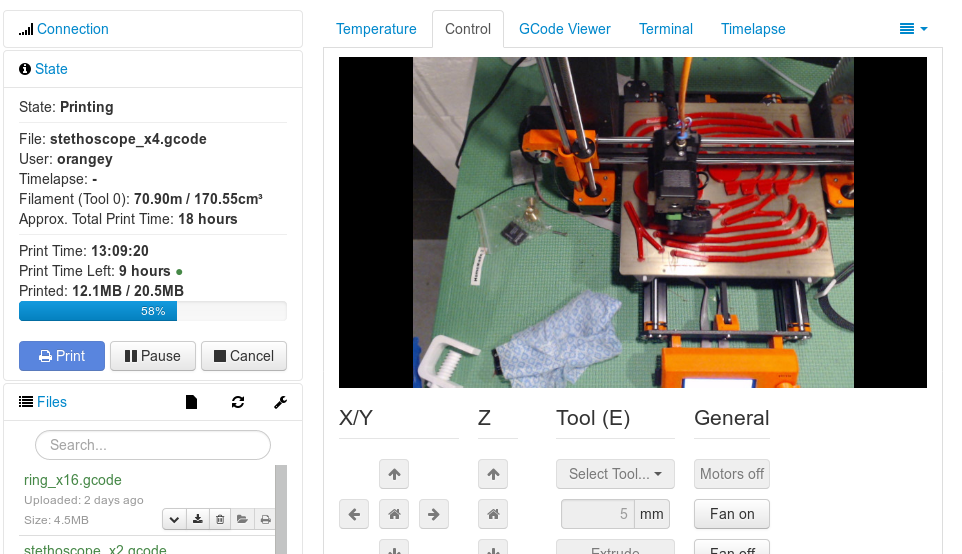 Connection
State
State: Printing
File: stethoscope_x4.gcode
User: orangey
Timelapse: -
Filament (Tool 0): 70.90m / 170.55cm³
Approx. Total Print Time: 18 hours
Print Time: 13:09:20
Print Time Left: 9 hours
Printed: 12.1MB / 20.5MB
58%
Print Pause Cancel
Files
Search...
ring_x16.gcode
Uploaded: 2 days ago
Size: 4.5MB
stethoscope_x2.gcode
Temperature Control GCode Viewer Terminal Timelapse
X/Y Z Tool (E) General
Select Tool... Motors off
5 mm Fan on
Extrude Fan off